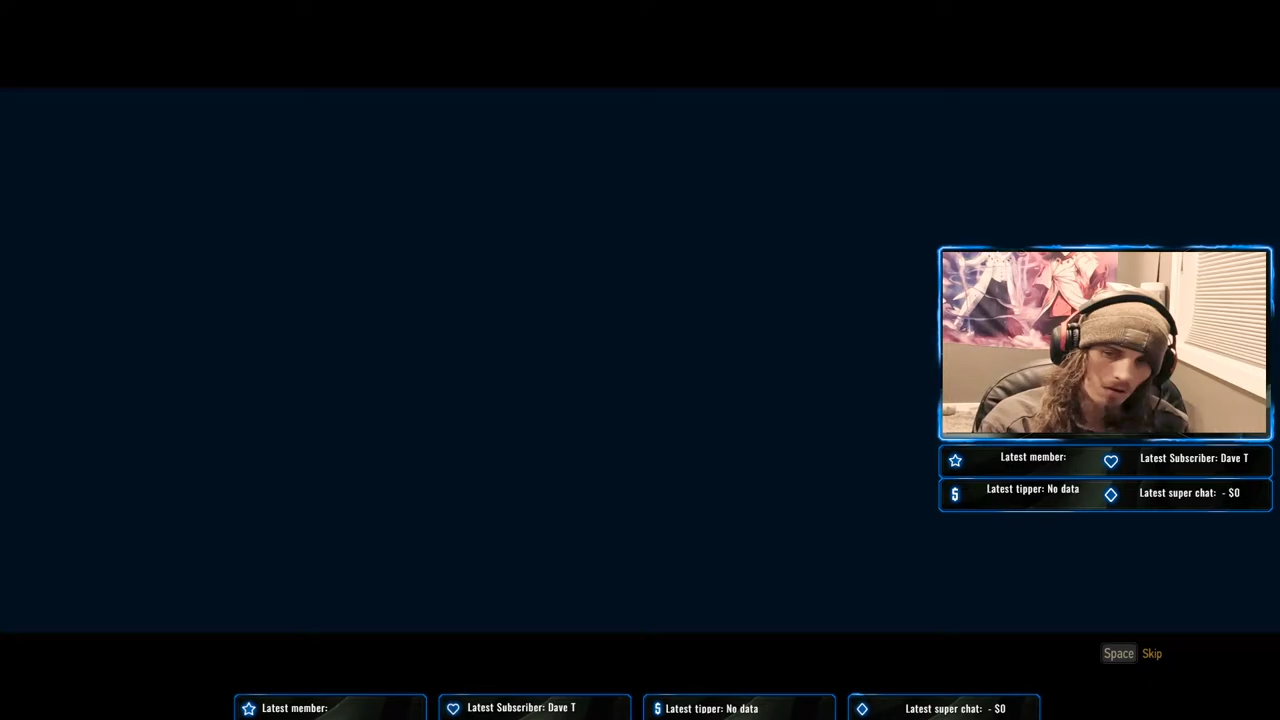 Latest member:
Latest Subscriber: Dave T
Latest tipper: No data
Latest super chat: - $0
Space Skip
Latest member:
Latest Subscriber: Dave T
Latest tipper: No data
Latest super chat: - $0